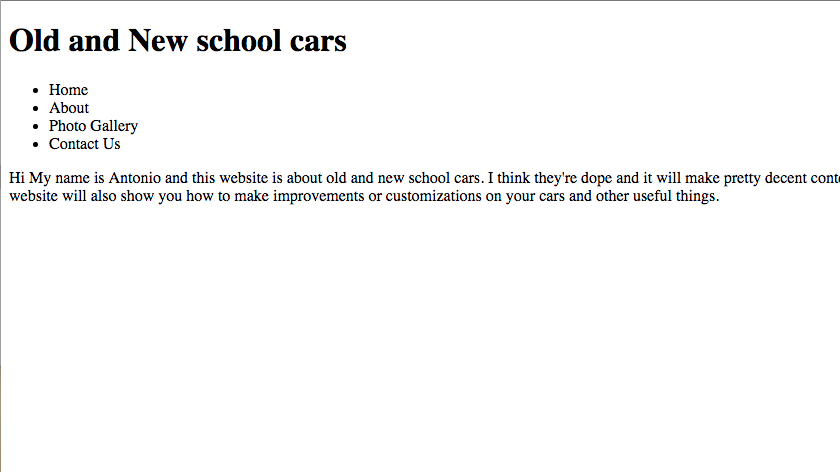 Old and New school cars
Home
About
Photo Gallery
Contact Us
Hi My name is Antonio and this website is about old and new school cars. I think they're dope and it will make pretty decent
website will also show you how to make improvements or customizations on your cars and other useful things.